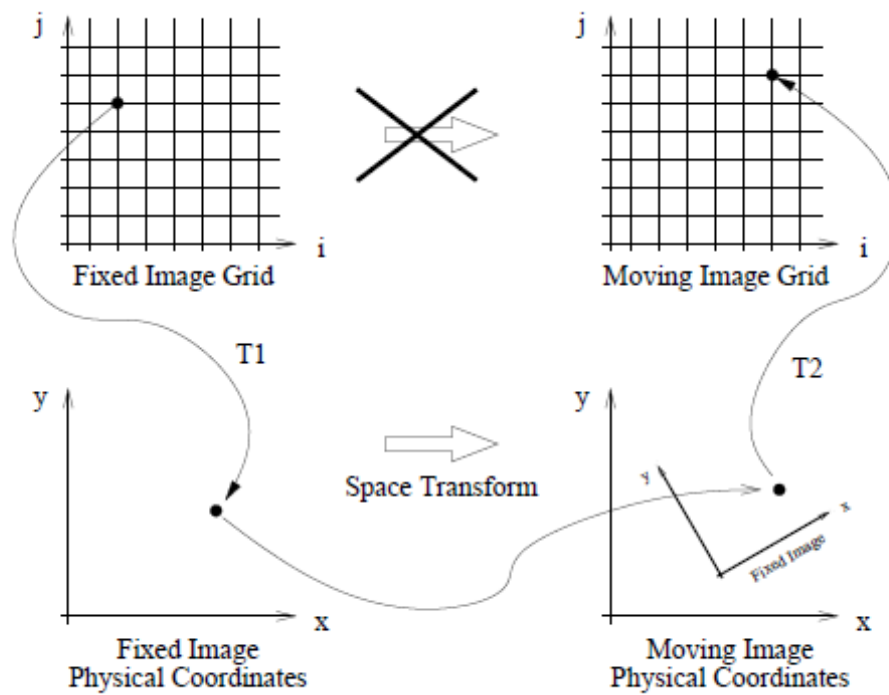 j
j
i
i
Fixed Image Grid
Moving Image Grid
T1
T2
y
y
Space Transform
y
x
Fixed Image
x
x
Fixed Image
Physical Coordinates
Moving Image
Physical Coordinates